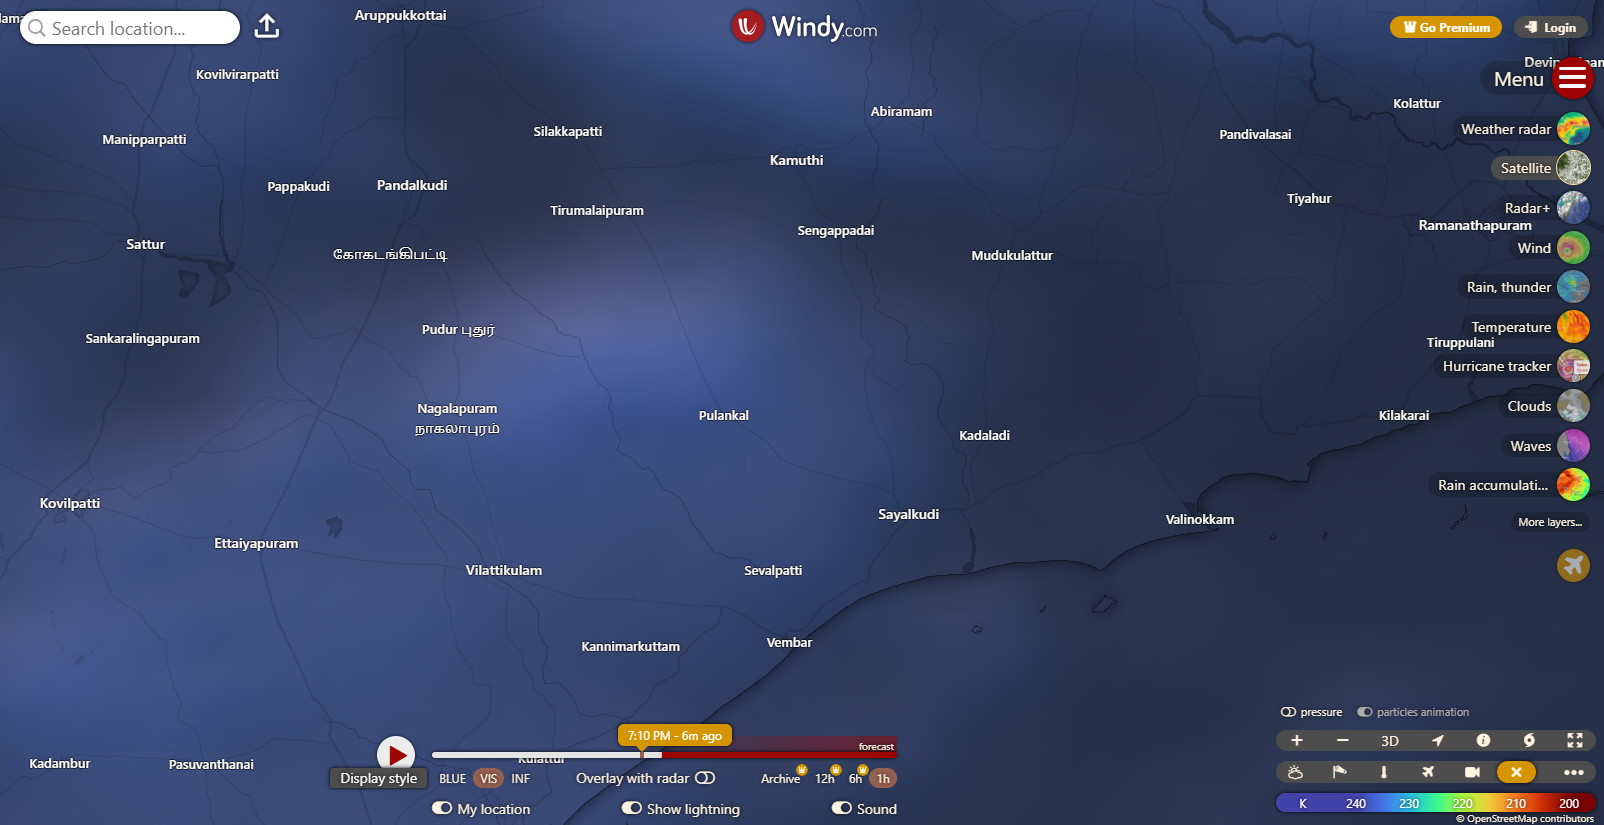 Search location...
Aruppukkottai
Windy.com
Go Premium
Login
Kovilvirarpatti
Menu
Abiramam
Kolattur
Manipparpatti
Silakkapatti
Pandivalasai
Weather radar
Kamuthi
Satellite
Pappakudi
Pandalkudi
Tiyahur
Tirumalaipuram
Radar+
Ramanathapuram
Sengappadai
Sattur
Wind
கோகடங்கிபட்டி
Mudukulattur
Rain, thunder
Pudur புதுர்
Temperature
Sankaralingapuram
Tiruppulani
Hurricane tracker
Nagalapuram
நாகலாபுரம்
Pulankal
Clouds
Kilakarai
Kadaladi
Waves
Rain accumulati...
Kovilpatti
Sayalkudi
Valinokkam
More layers...
Ettaiyapuram
Vilattikulam
Sevalpatti
Kannimarkuttam
Vembar
pressure
particles animation
7:10 PM - 6m ago
forecast
3D
Kadambur
Pasuvanthanai
Kulattur
Display style
BLUE VIS INF
Overlay with radar
Archive 12h 6h 1h
My location
Show lightning
Sound
K 240 230 220 210 200
© OpenStreetMap contributors